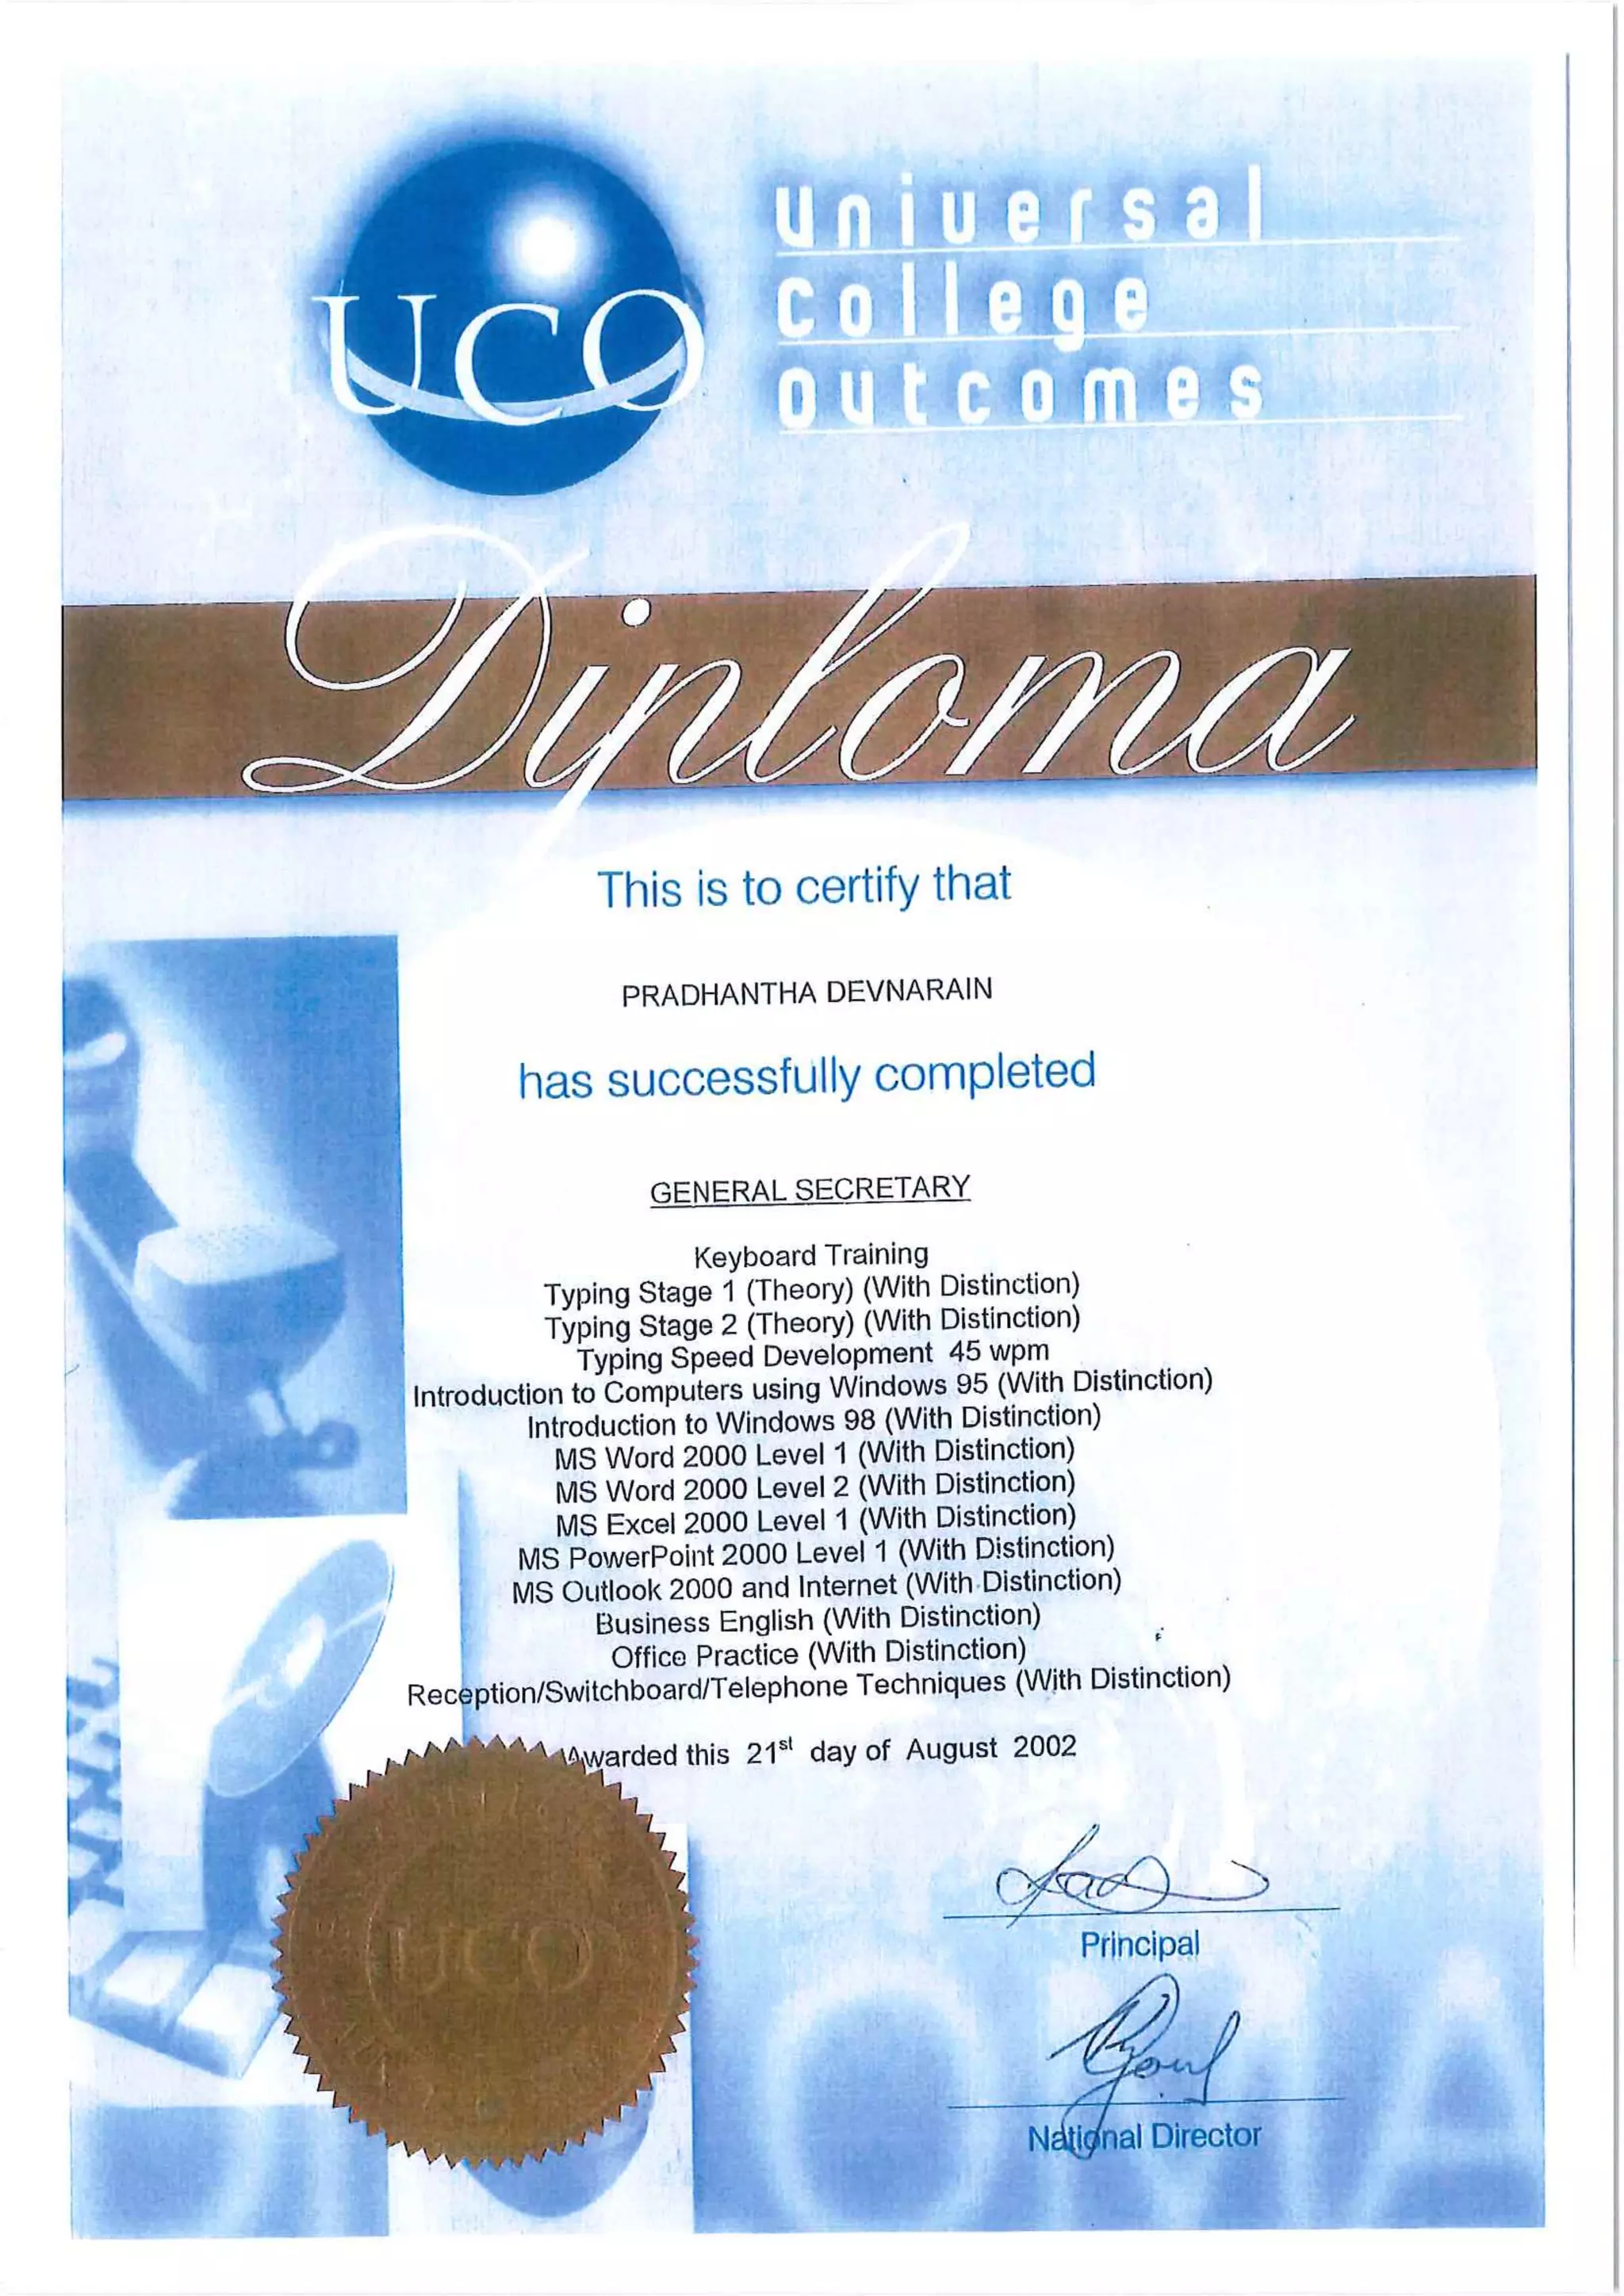 UCO
Universal
College
Outcomes
Diploma
This is to certify that
PRADHANTHA DEVNARAIN
has successfully completed
GENERAL SECRETARY
Keyboard Training
Typing Stage 1 (Theory) (With Distinction)
Typing Stage 2 (Theory) (With Distinction)
Typing Speed Development 45 wpm
Introduction to Computers using Windows 95 (With Distinction)
Introduction to Windows 98 (With Distinction)
MS Word 2000 Level 1 (With Distinction)
MS Word 2000 Level 2 (With Distinction)
MS Excel 2000 Level 1 (With Distinction)
MS PowerPoint 2000 Level 1 (With Distinction)
MS Outlook 2000 and Internet (With Distinction)
Business English (With Distinction)
Office Practice (With Distinction)
Reception/Switchboard/Telephone Techniques (With Distinction)
Awarded this 21st day of August 2002
UCO
Principal
National Director